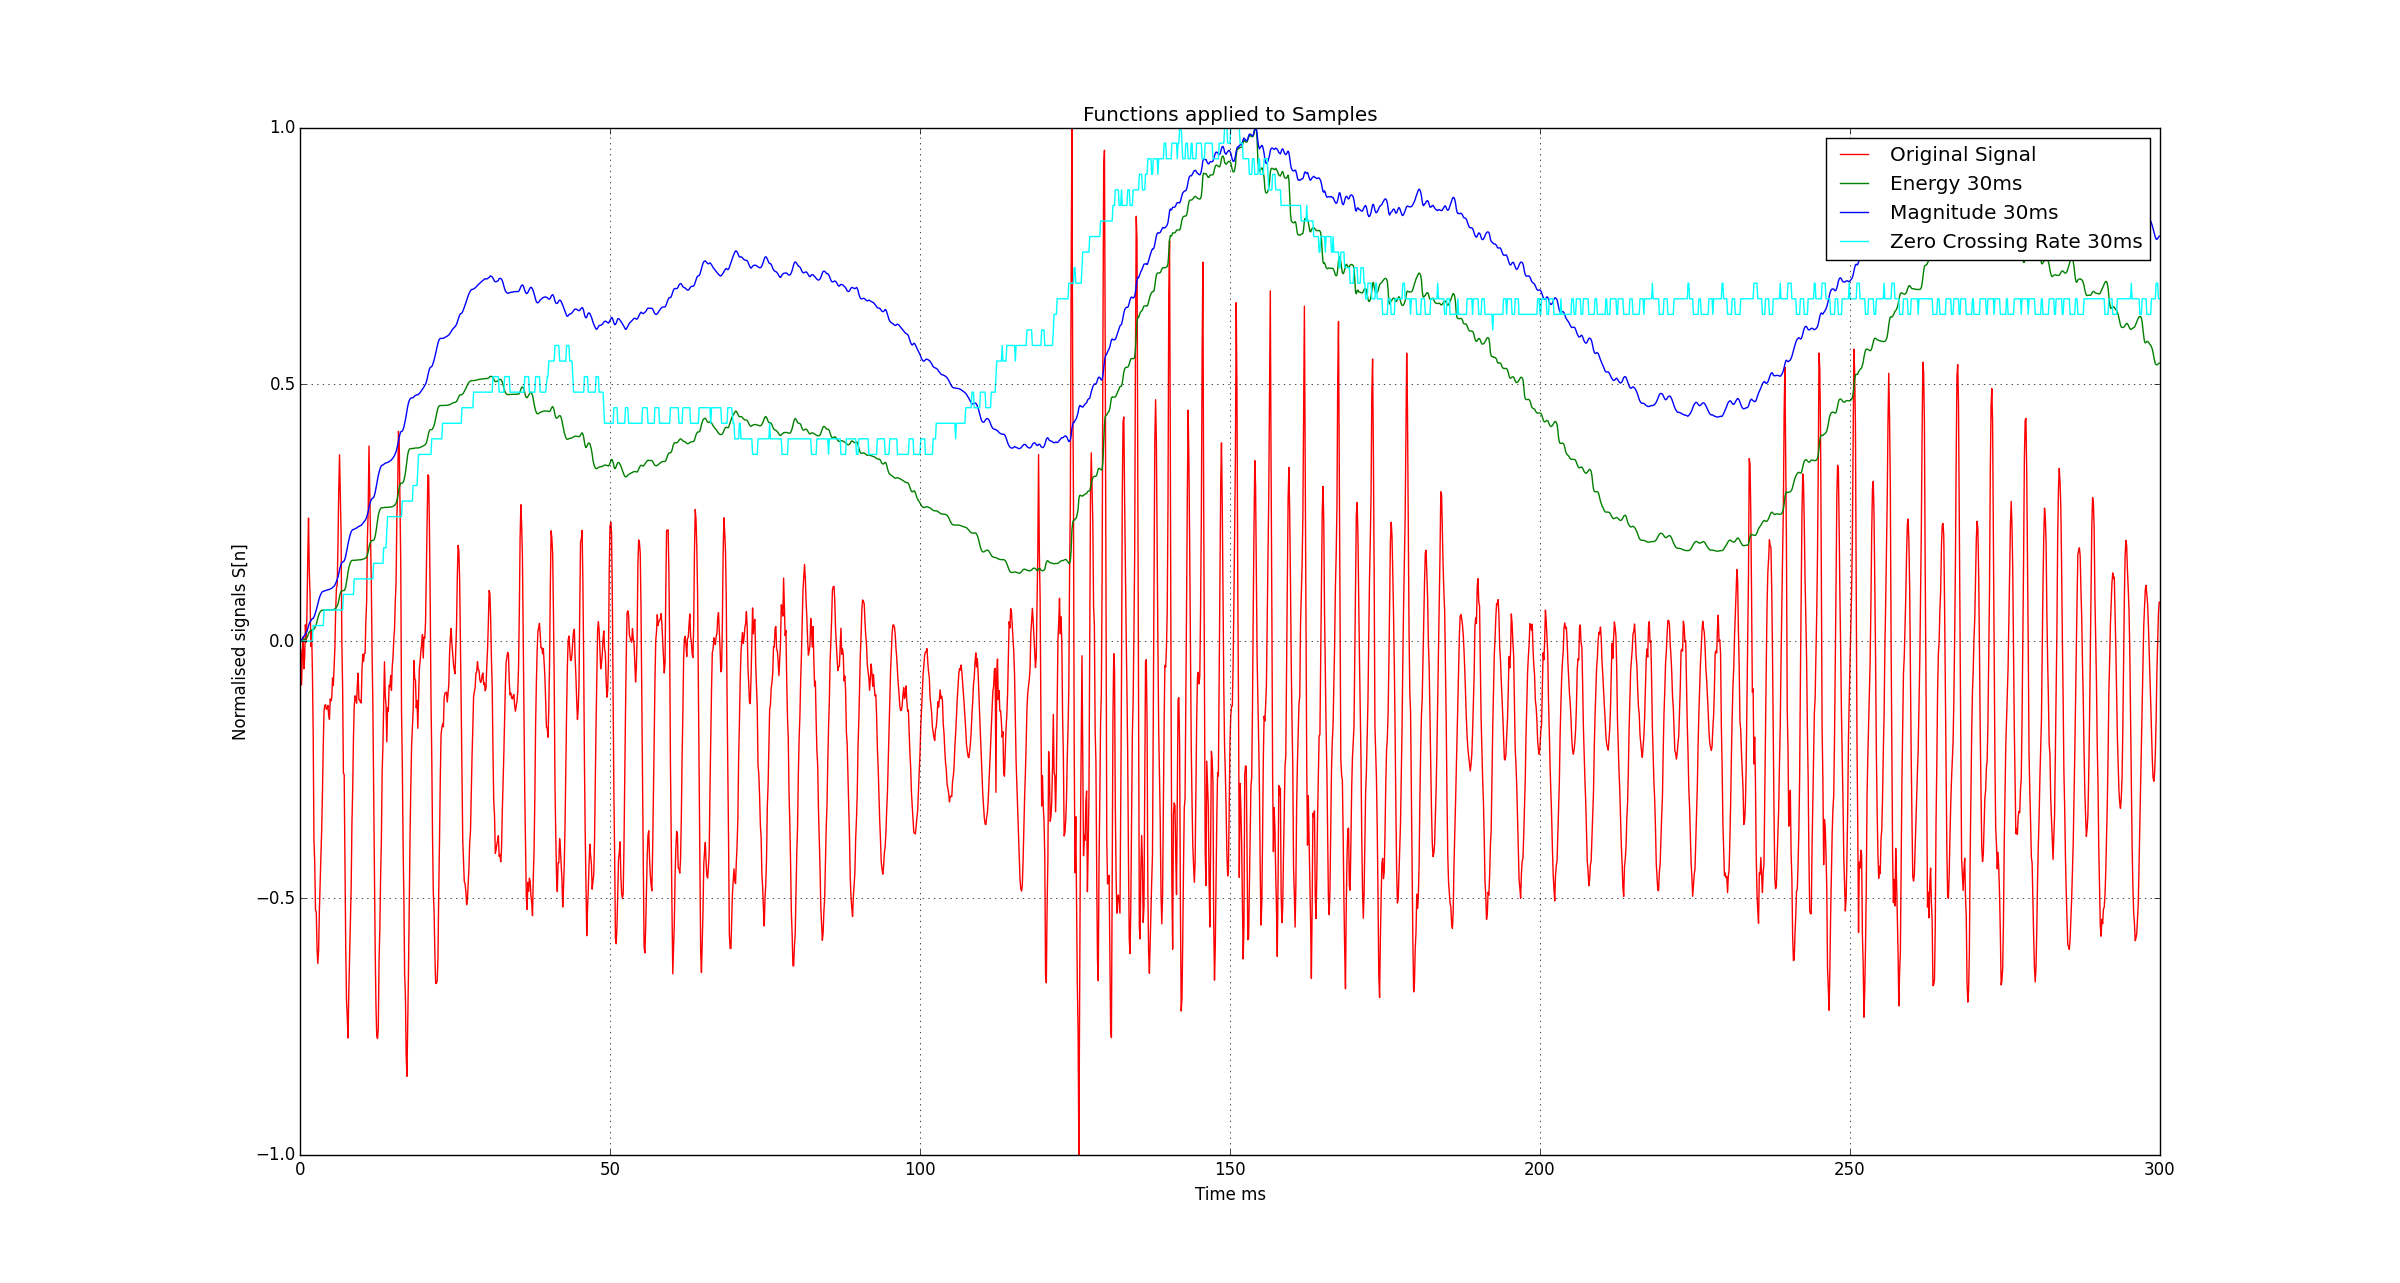 Functions applied to Samples
1.0
0.5
0.0
−0.5
−1.0
Normalised signals S[n]
Original Signal
Energy 30ms
Magnitude 30ms
Zero Crossing Rate 30ms
0 50 100 150 200 250 300
Time ms